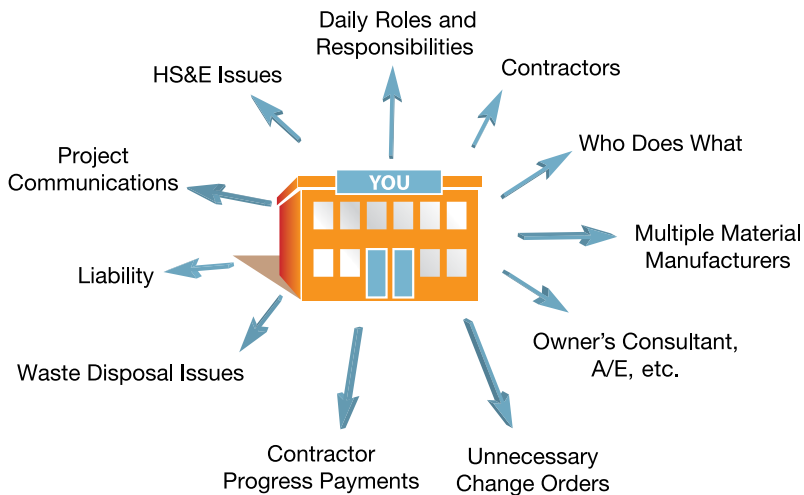 Daily Roles and
Responsibilities
HS&E Issues
Contractors
Who Does What
Project
Communications
YOU
Multiple Material
Manufacturers
Liability
Owner's Consultant,
A/E, etc.
Waste Disposal Issues
Contractor
Progress Payments
Unnecessary
Change Orders